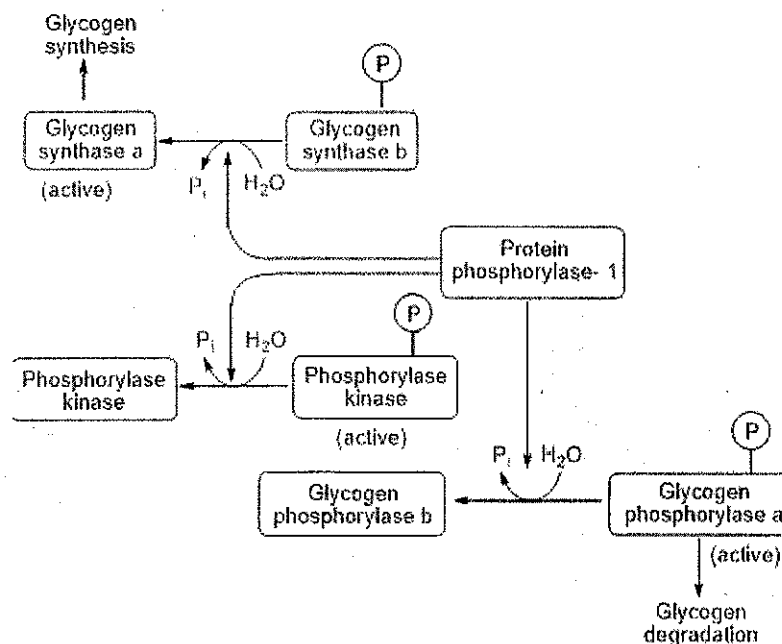 Glycogen
synthesis
P
Glycogen
synthase a
Glycogen
synthase b
(active)
Pi
H2O
Protein
phosphorylase- 1
P
Pi
H2O
Phosphorylase
kinase
Phosphorylase
kinase
(active)
P
Pi
H2O
Glycogen
phosphorylase b
Glycogen
phosphorylase a
(active)
Glycogen
degradation